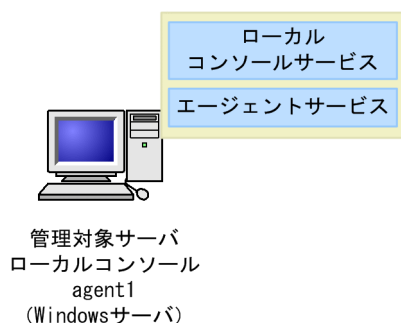 ローカル
コンソールサービス
エージェントサービス
管理対象サーバ
ローカルコンソール
agent1
(Windowsサーバ)